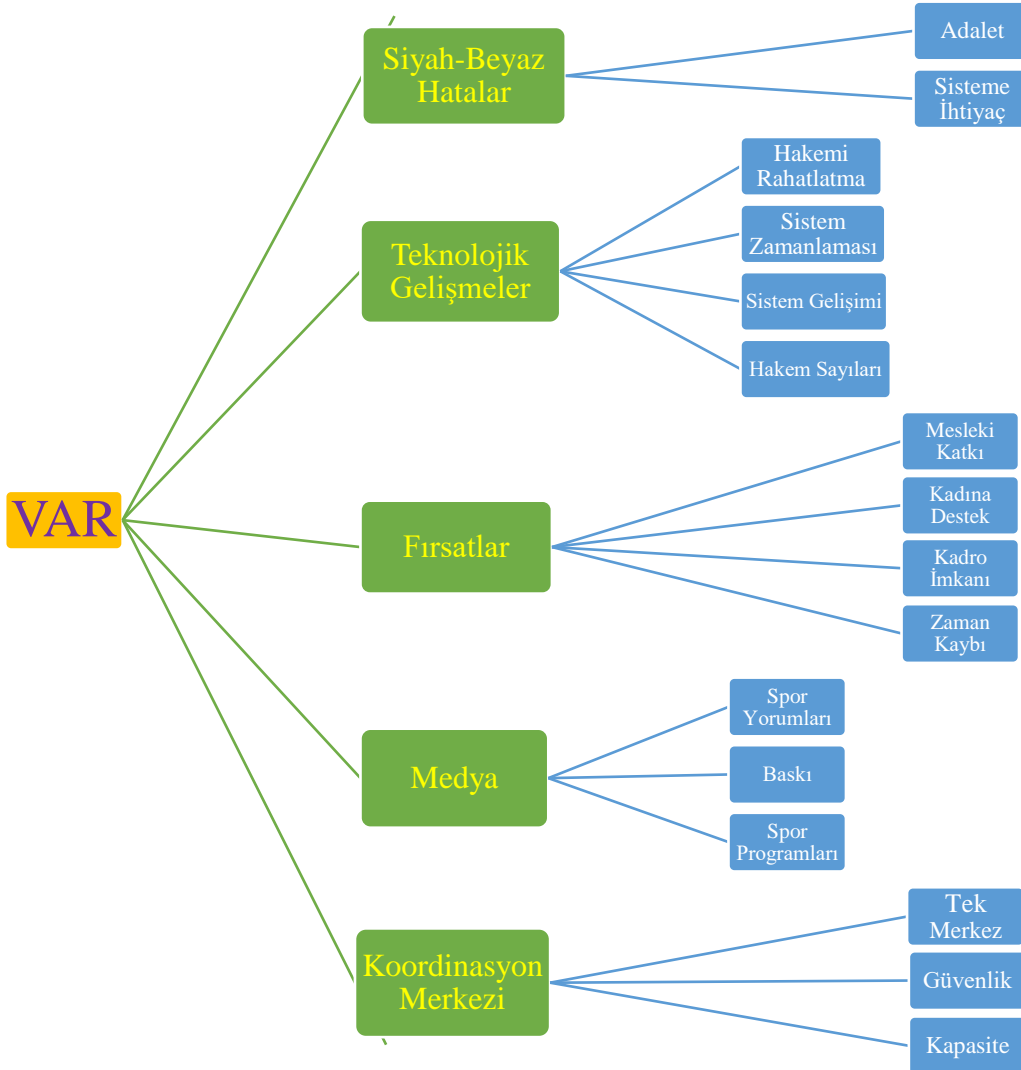 VAR
Siyah-Beyaz
Hatalar
Adalet
Sisteme
İhtiyaç
Teknolojik
Gelişmeler
Hakemi
Rahatlatma
Sistem
Zamanlaması
Sistem Gelişimi
Hakem Sayıları
Fırsatlar
Mesleki
Katkı
Kadına
Destek
Kadro
İmkanı
Zaman
Kaybı
Medya
Spor
Yorumları
Baskı
Spor
Programları
Koordinasyon
Merkezi
Tek
Merkez
Güvenlik
Kapasite